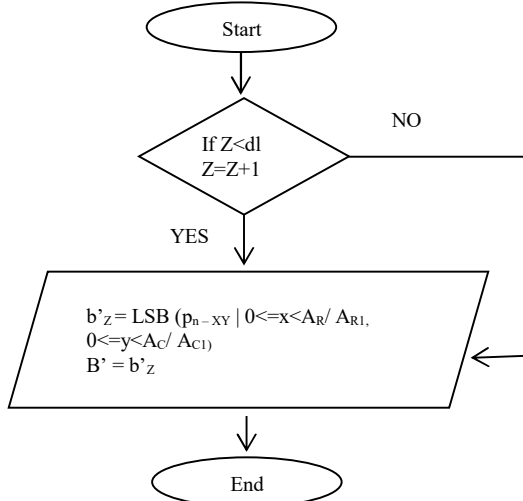 Start
If Z<dl
Z=Z+1
NO
YES
b’Z = LSB (pn – XY | 0<=x<AR/ AR1,
0<=y<AC/ AC1)
B’ = b’Z
End